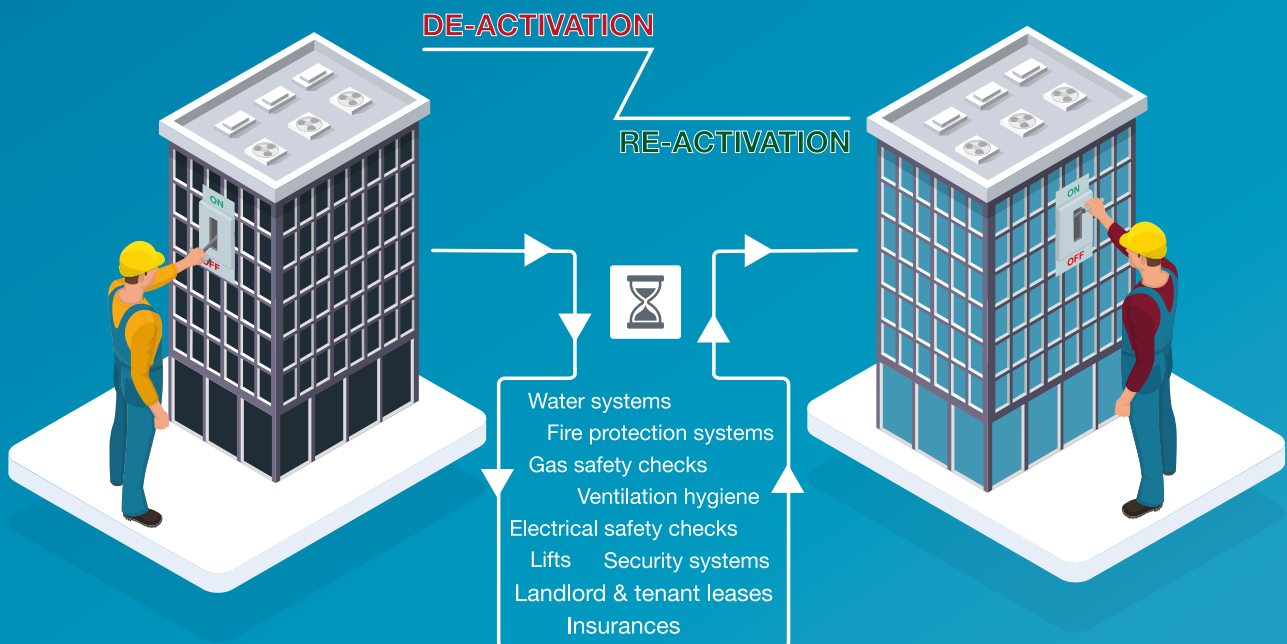 DE-ACTIVATION
RE-ACTIVATION
ON
OFF
ON
OFF
Water systems
Fire protection systems
Gas safety checks
Ventilation hygiene
Electrical safety checks
Lifts Security systems
Landlord & tenant leases
Insurances